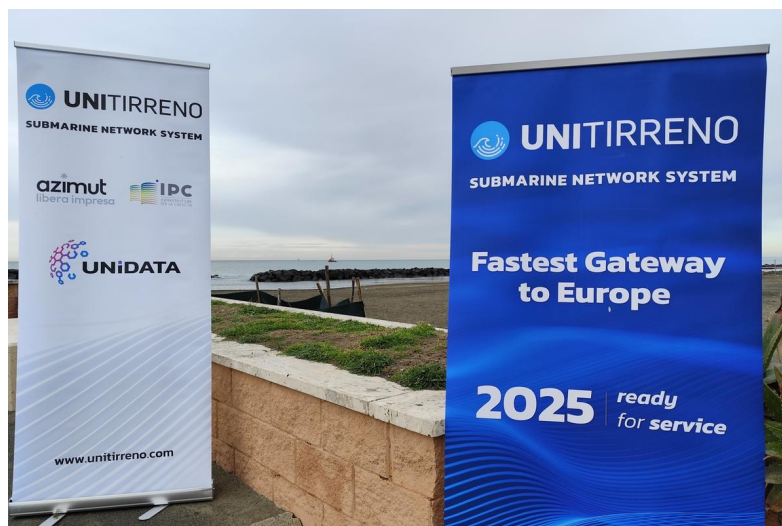 UNITIRRENO
SUBMARINE NETWORK SYSTEM
azimut
libera impresa
IPC
UNiDATA
www.unitirreno.com
UNITIRRENO
SUBMARINE NETWORK SYSTEM
Fastest Gateway
to Europe
2025
ready
for service